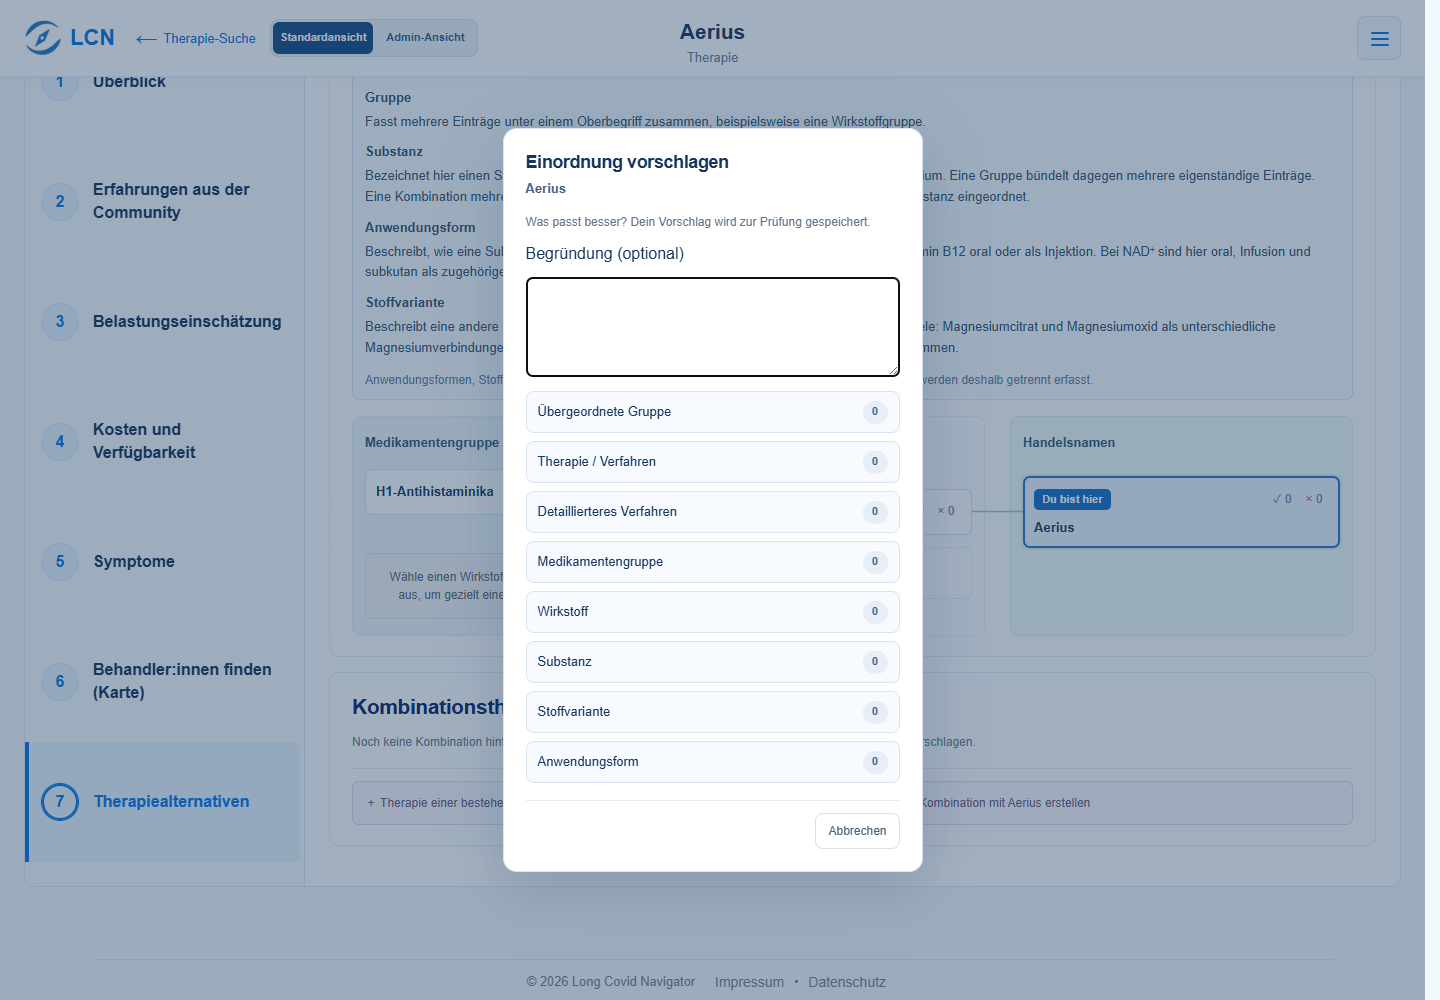 LCN
Therapie-Suche
Standardansicht
Admin-Ansicht
Aerius
Therapie
1
Überblick
2
Erfahrungen aus der
Community
3
Belastungseinschätzung
4
Kosten und
Verfügbarkeit
5
Symptome
6
Behandler:innen finden
(Karte)
7
Therapiealternativen
Gruppe
Fasst mehrere Einträge unter einem Oberbegriff zusammen, beispielsweise eine Wirkstoffgruppe.
Substanz
Bezeichnet hier einen
ium. Eine Gruppe bündelt dagegen mehrere eigenständige Einträge.
Eine Kombination mehre
stanz eingeordnet.
Anwendungsform
Beschreibt, wie eine Su
min B12 oral oder als Injektion. Bei NAD⁺ sind hier oral, Infusion und
subkutan als zugehörige
Stoffvariante
Beschreibt eine andere
ele: Magnesiumcitrat und Magnesiumoxid als unterschiedliche
Magnesiumverbindunge
mmen.
Anwendungsformen, Stoff
werden deshalb getrennt erfasst.
Medikamentengruppe
H1-Antihistaminika
Wähle einen Wirkstof
aus, um gezielt eine
× 0
Handelsnamen
Du bist hier
✓ 0
× 0
Aerius
Kombinationsth
Noch keine Kombination hin
rschlagen.
+ Therapie einer bestehe
Kombination mit Aerius erstellen
Einordnung vorschlagen
Aerius
Was passt besser? Dein Vorschlag wird zur Prüfung gespeichert.
Begründung (optional)
Übergeordnete Gruppe 0
Therapie / Verfahren 0
Detaillierteres Verfahren 0
Medikamentengruppe 0
Wirkstoff 0
Substanz 0
Stoffvariante 0
Anwendungsform 0
Abbrechen
© 2026 Long Covid Navigator
Impressum • Datenschutz